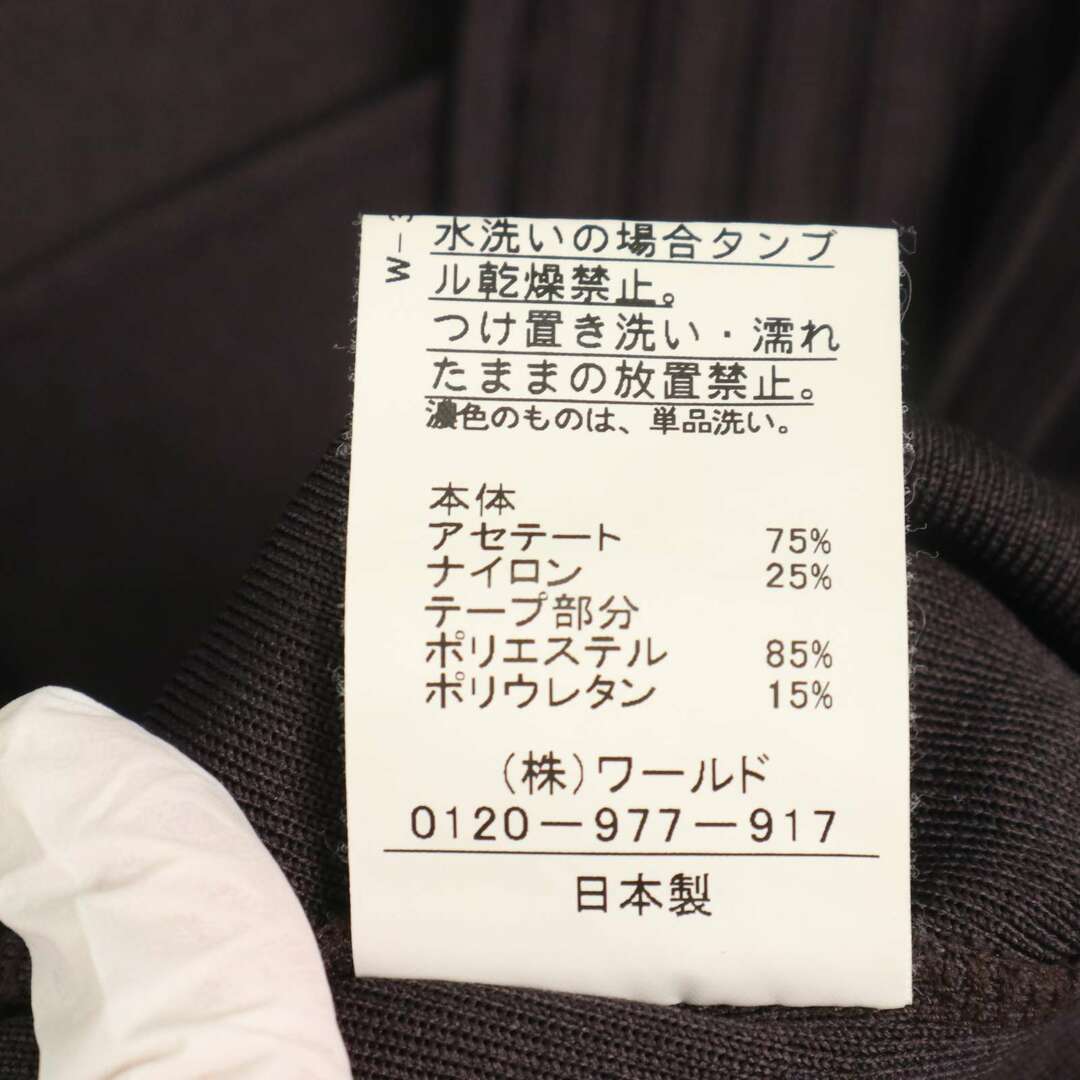 W-3
水洗いの場合タンブ
ル乾燥禁止。
つけ置き洗い・濡れ
たままの放置禁止。
濃色のものは、単品洗い。
本体
アセテート 75%
ナイロン 25%
テープ部分
ポリエステル 85%
ポリウレタン 15%
(株)ワールド
0120-977-917
日本製